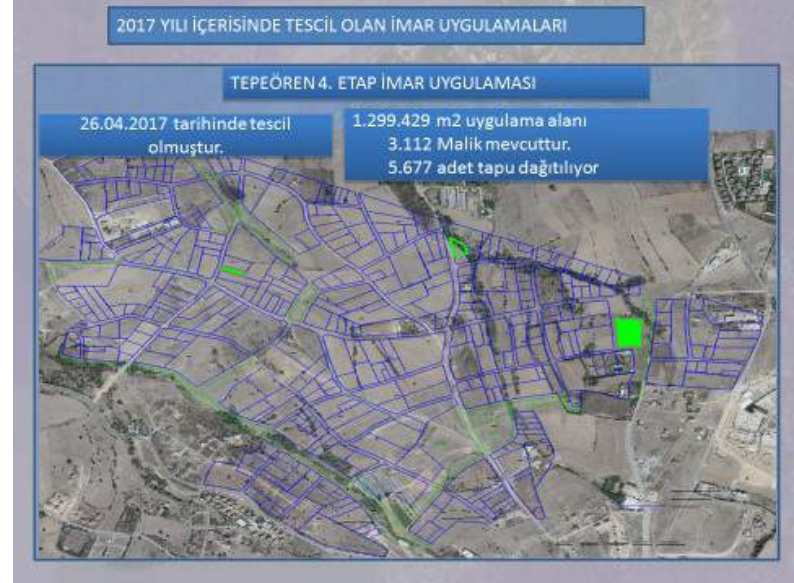 2017 YILI İÇERİSİNDE TESCİL OLAN İMAR UYGULAMALARI
TEPEÖREN 4. ETAP İMAR UYGULAMASI
26.04.2017 tarihinde tescil
olmuştur.
1.299.429 m2 uygulama alanı
3.112 Malik mevcuttur.
5.677 adet tapu dağıtılıyor